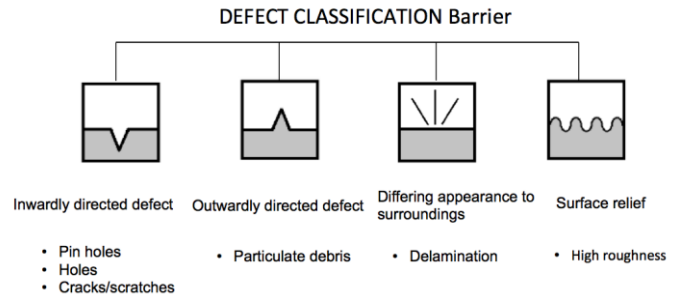 DEFECT CLASSIFICATION Barrier
Inwardly directed defect
• Pin holes
• Holes
• Cracks/scratches
Outwardly directed defect
• Particulate debris
Differing appearance to
surroundings
• Delamination
Surface relief
• High roughness